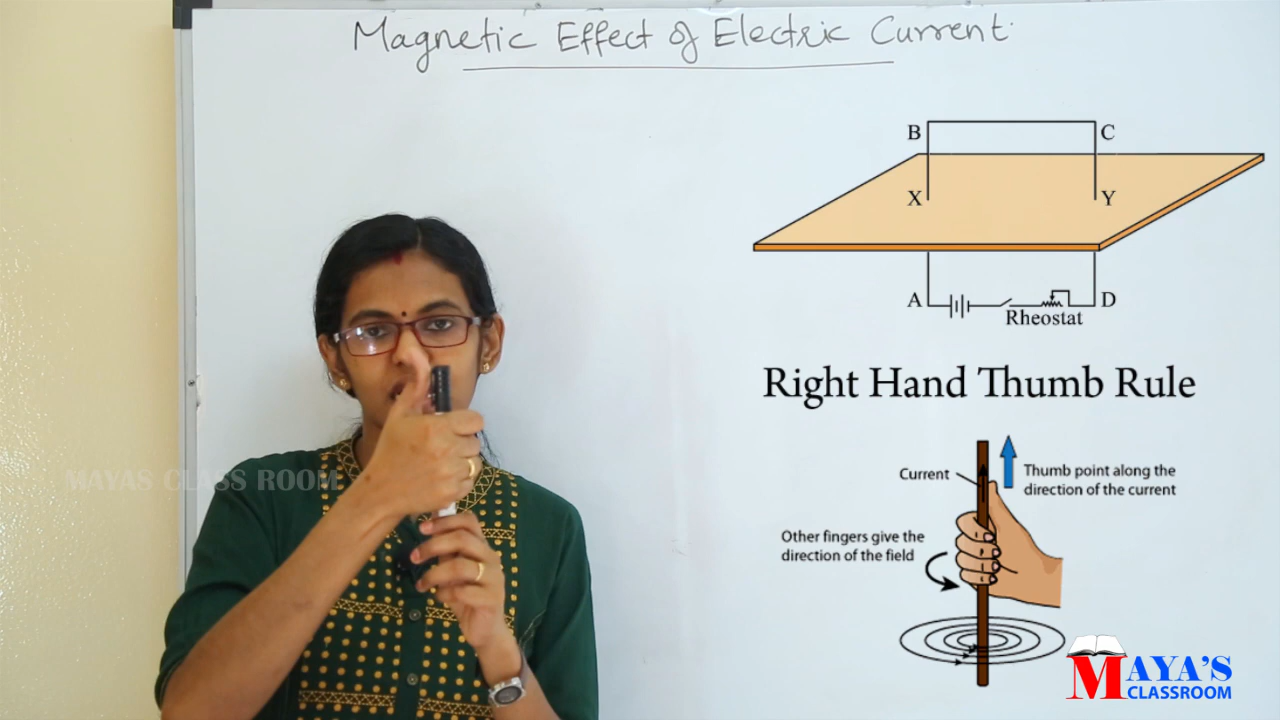 Magnetic Effect of Electric Current
B C
X Y
A D
Rheostat
Right Hand Thumb Rule
Current
Thumb point along the
direction of the current
Other fingers give the
direction of the field
MAYAS CLASS ROOM
MAYA'S
CLASSROOM